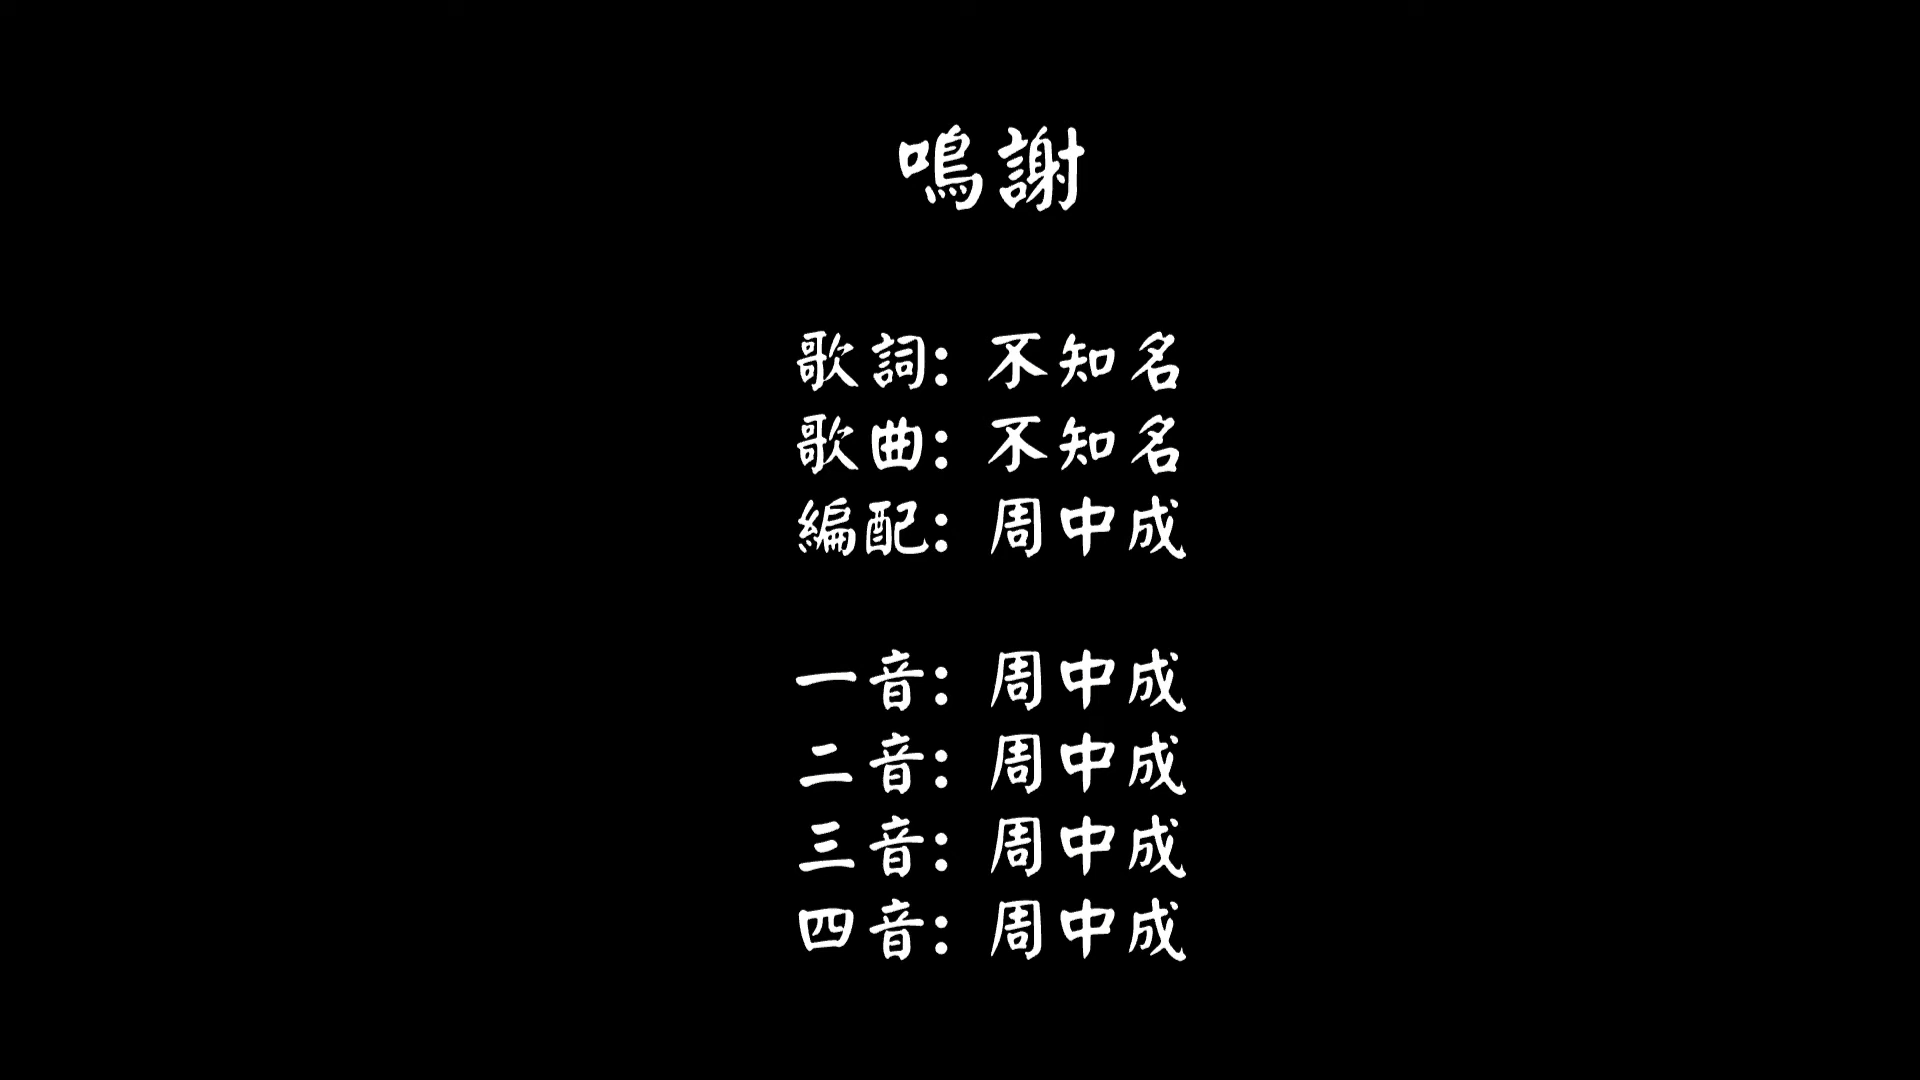 鳴謝
歌詞：不知名
歌曲：不知名
編配：周中成
一音：周中成
二音：周中成
三音：周中成
四音：周中成